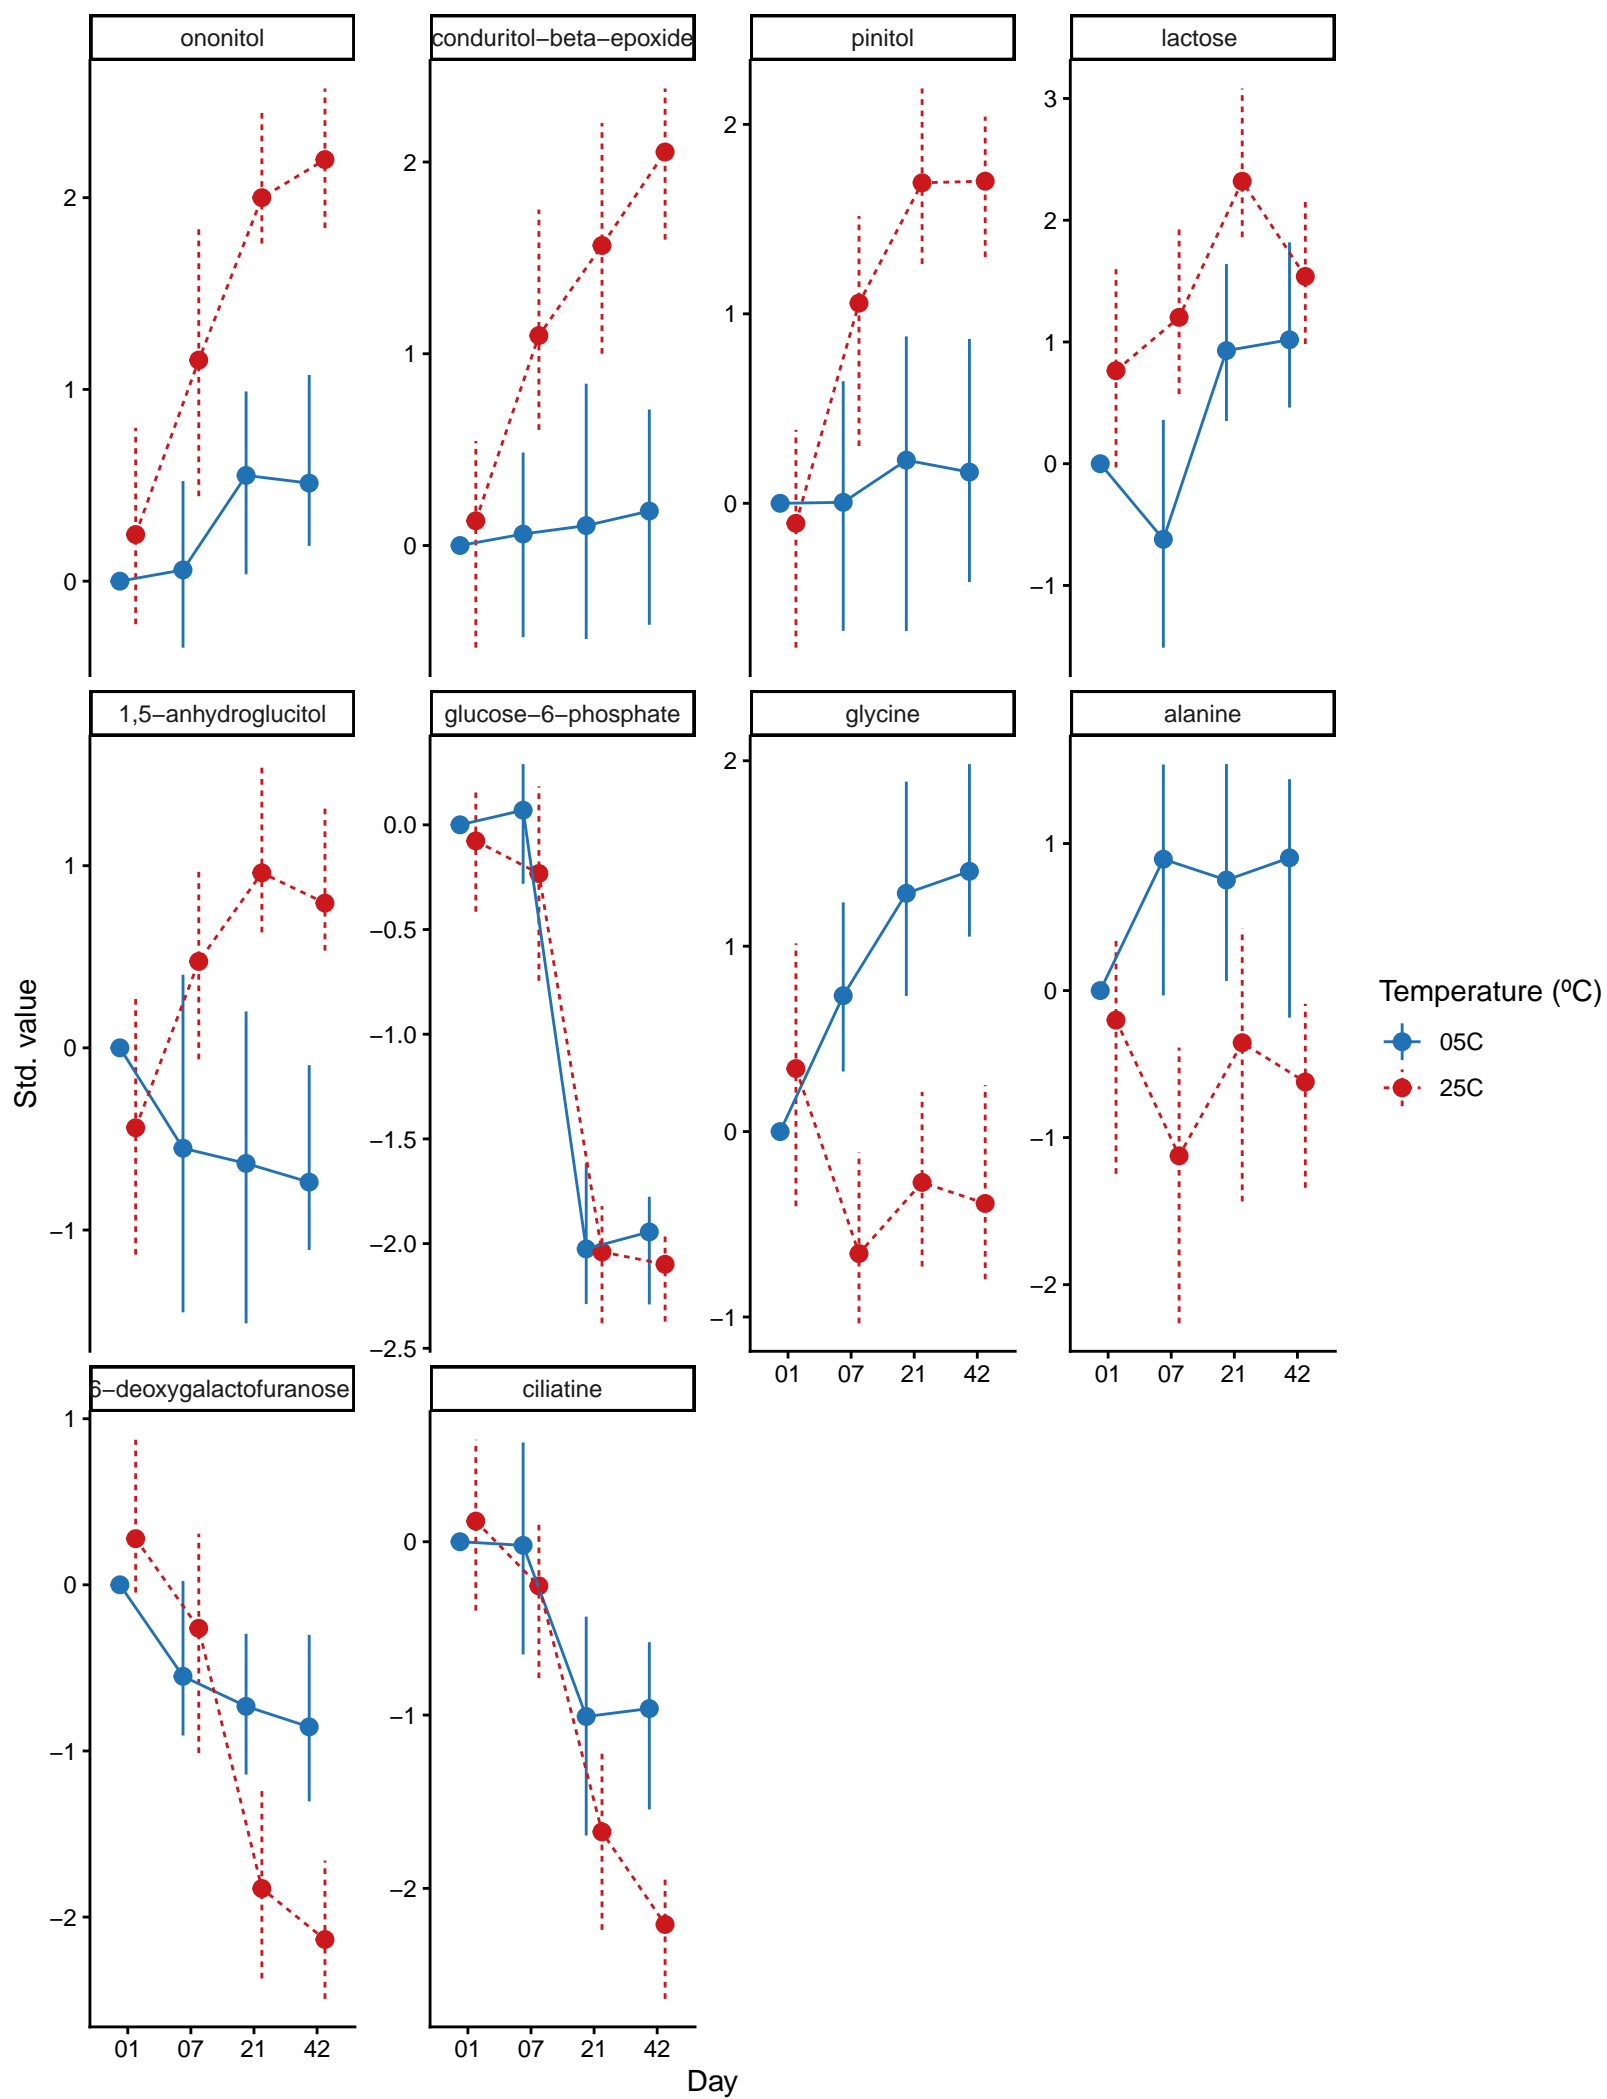 ononitol
conduritol−beta−epoxide
pinitol
lactose
2
1
0
2
1
0
2
1
0
3
2
1
0
−1
1,5−anhydroglucitol
glucose−6−phosphate
glycine
alanine
1
0
−1
0.0
−0.5
−1.0
−1.5
−2.0
−2.5
2
1
0
−1
1
0
−1
−2
01 07 21 42
01 07 21 42
6−deoxygalactofuranose
ciliatine
1
0
−1
−2
0
−1
−2
01 07 21 42
01 07 21 42
Std. value
Day
Temperature (ºC)
05C
25C